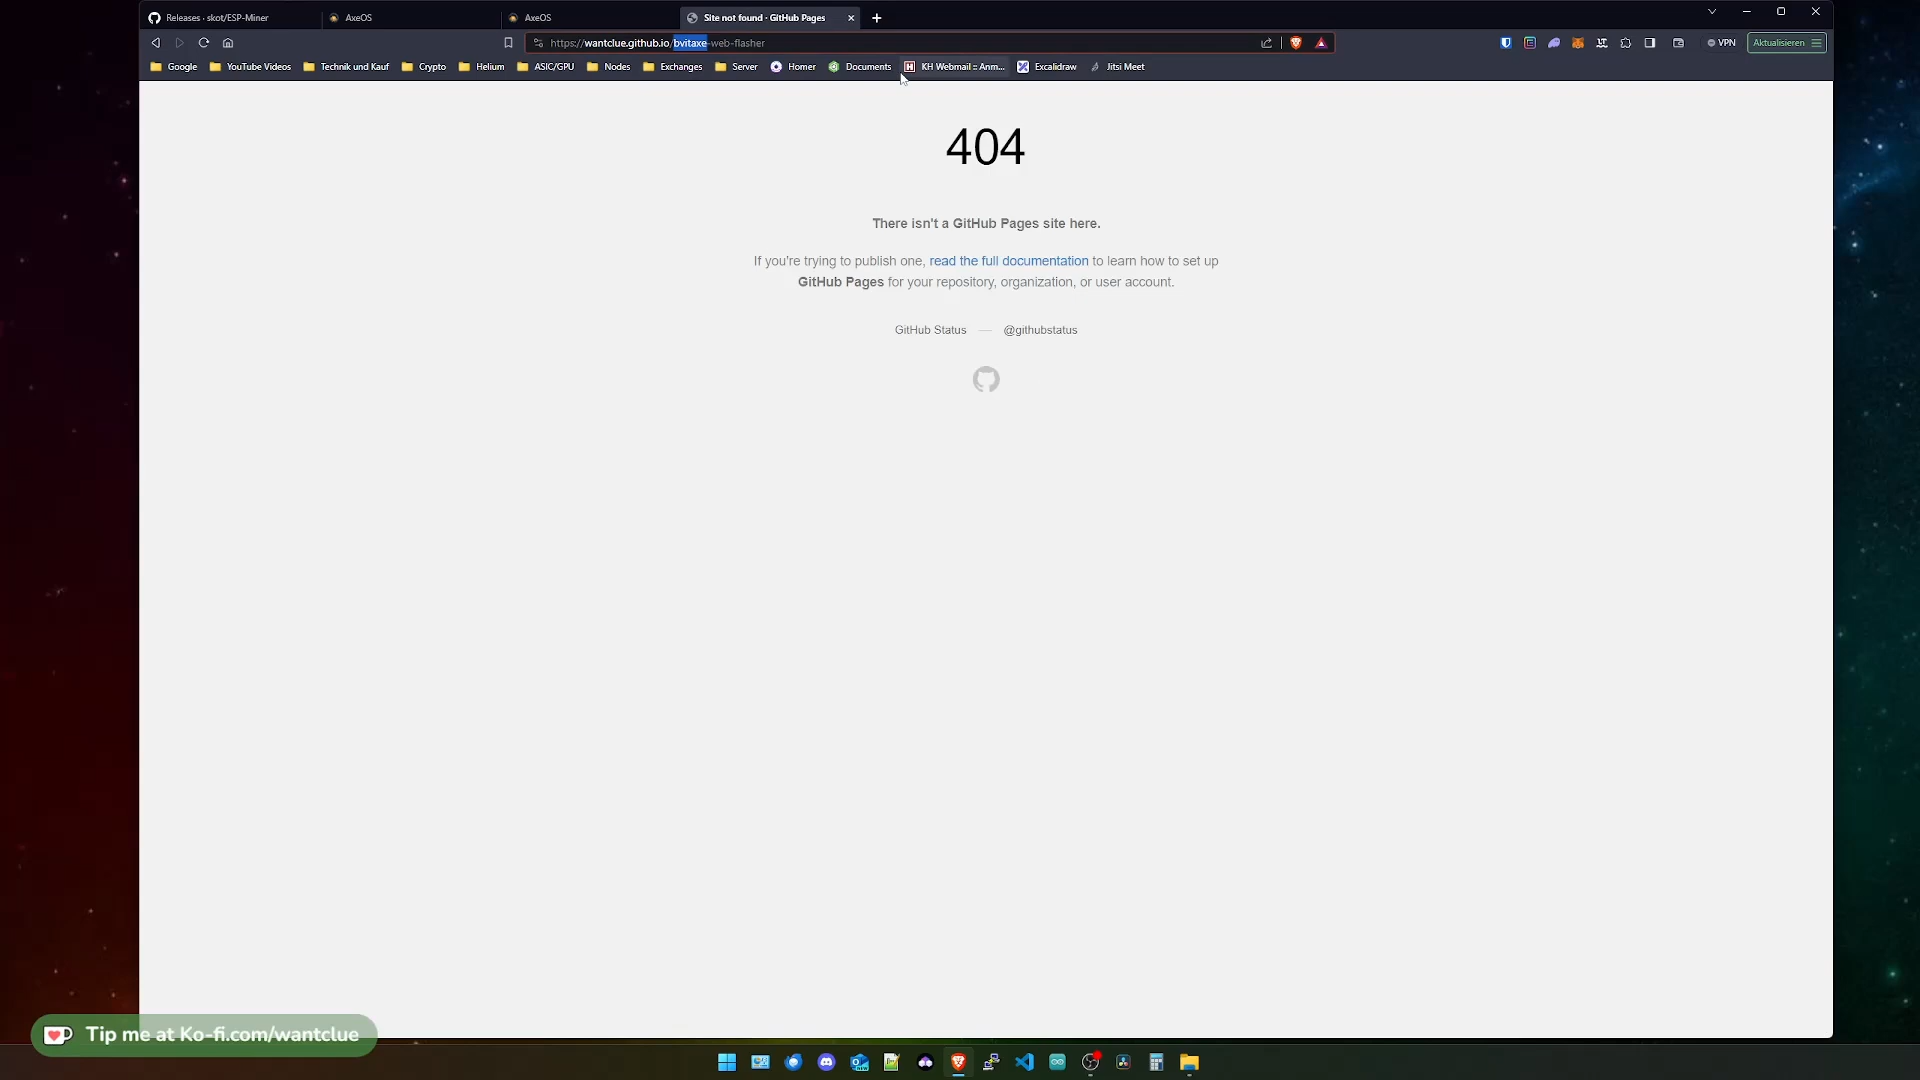 Releases · skot/ESP-Miner
AxeOS
AxeOS
Site not found · GitHub Pages
https://wantclue.github.io/bvitaxe-web-flasher
VPN
Aktualisieren
Google
YouTube Videos
Technik und Kauf
Crypto
Helium
ASIC/GPU
Nodes
Exchanges
Server
Homer
Documents
KH Webmail :: Anm...
Excalidraw
Jitsi Meet
404
There isn't a GitHub Pages site here.
If you're trying to publish one, read the full documentation to learn how to set up
GitHub Pages for your repository, organization, or user account.
GitHub Status — @githubstatus
Tip me at Ko-fi.com/wantclue